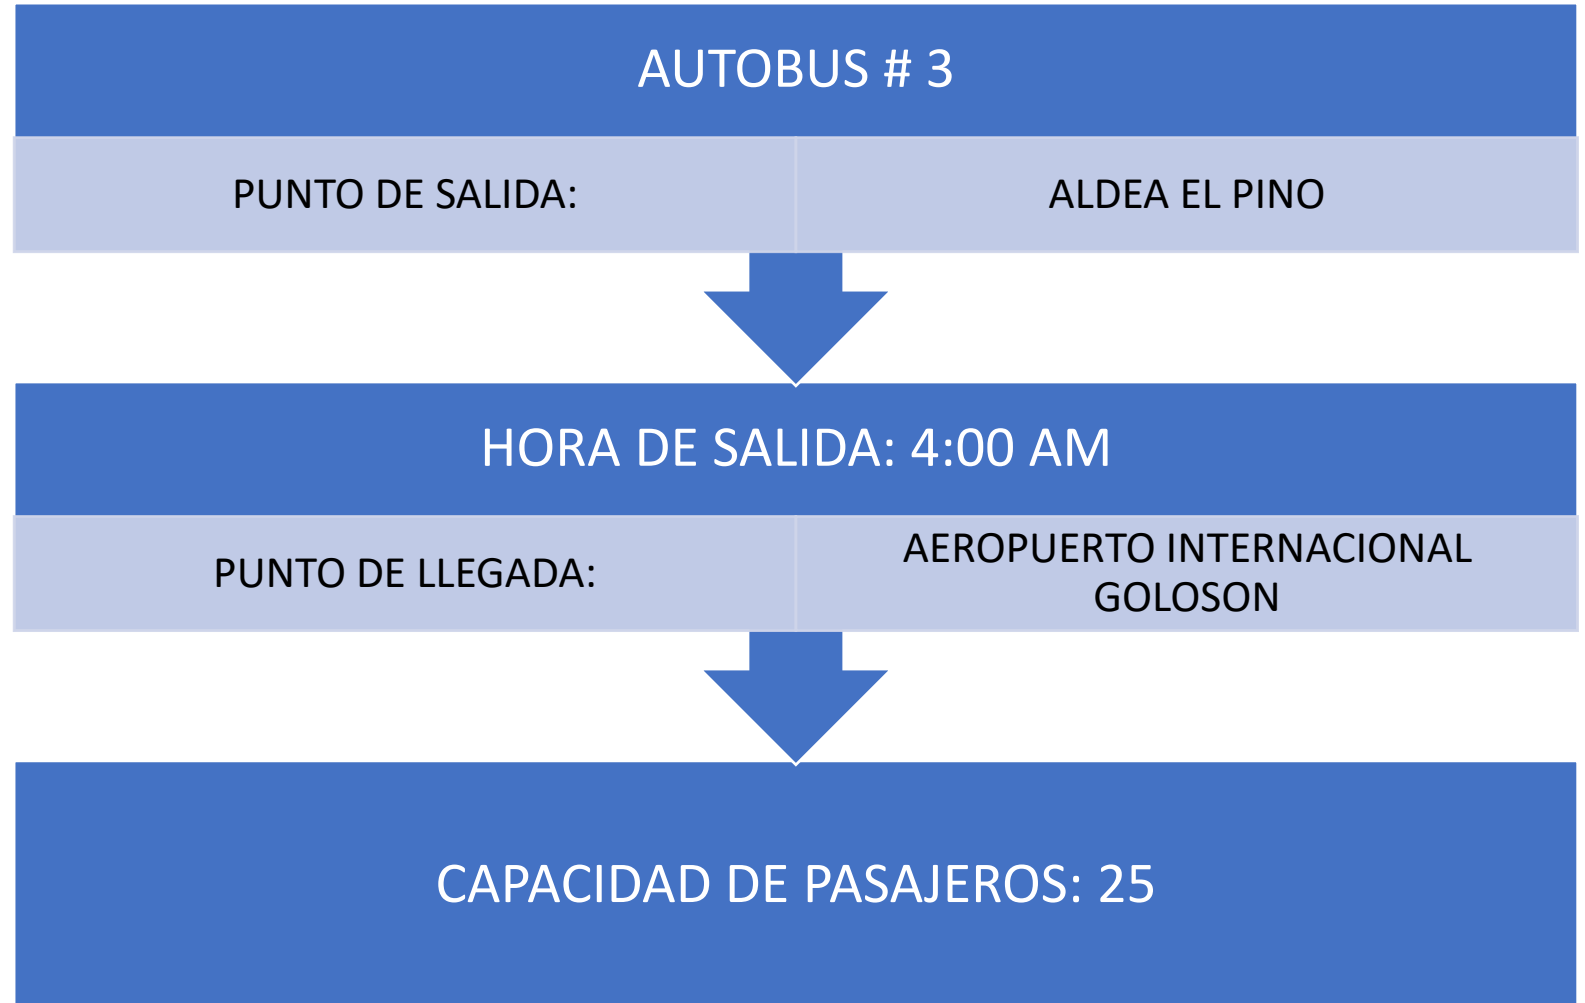 AUTOBUS # 3
PUNTO DE SALIDA:
ALDEA EL PINO
HORA DE SALIDA: 4:00 AM
PUNTO DE LLEGADA:
AEROPUERTO INTERNACIONAL
GOLOSON
CAPACIDAD DE PASAJEROS: 25